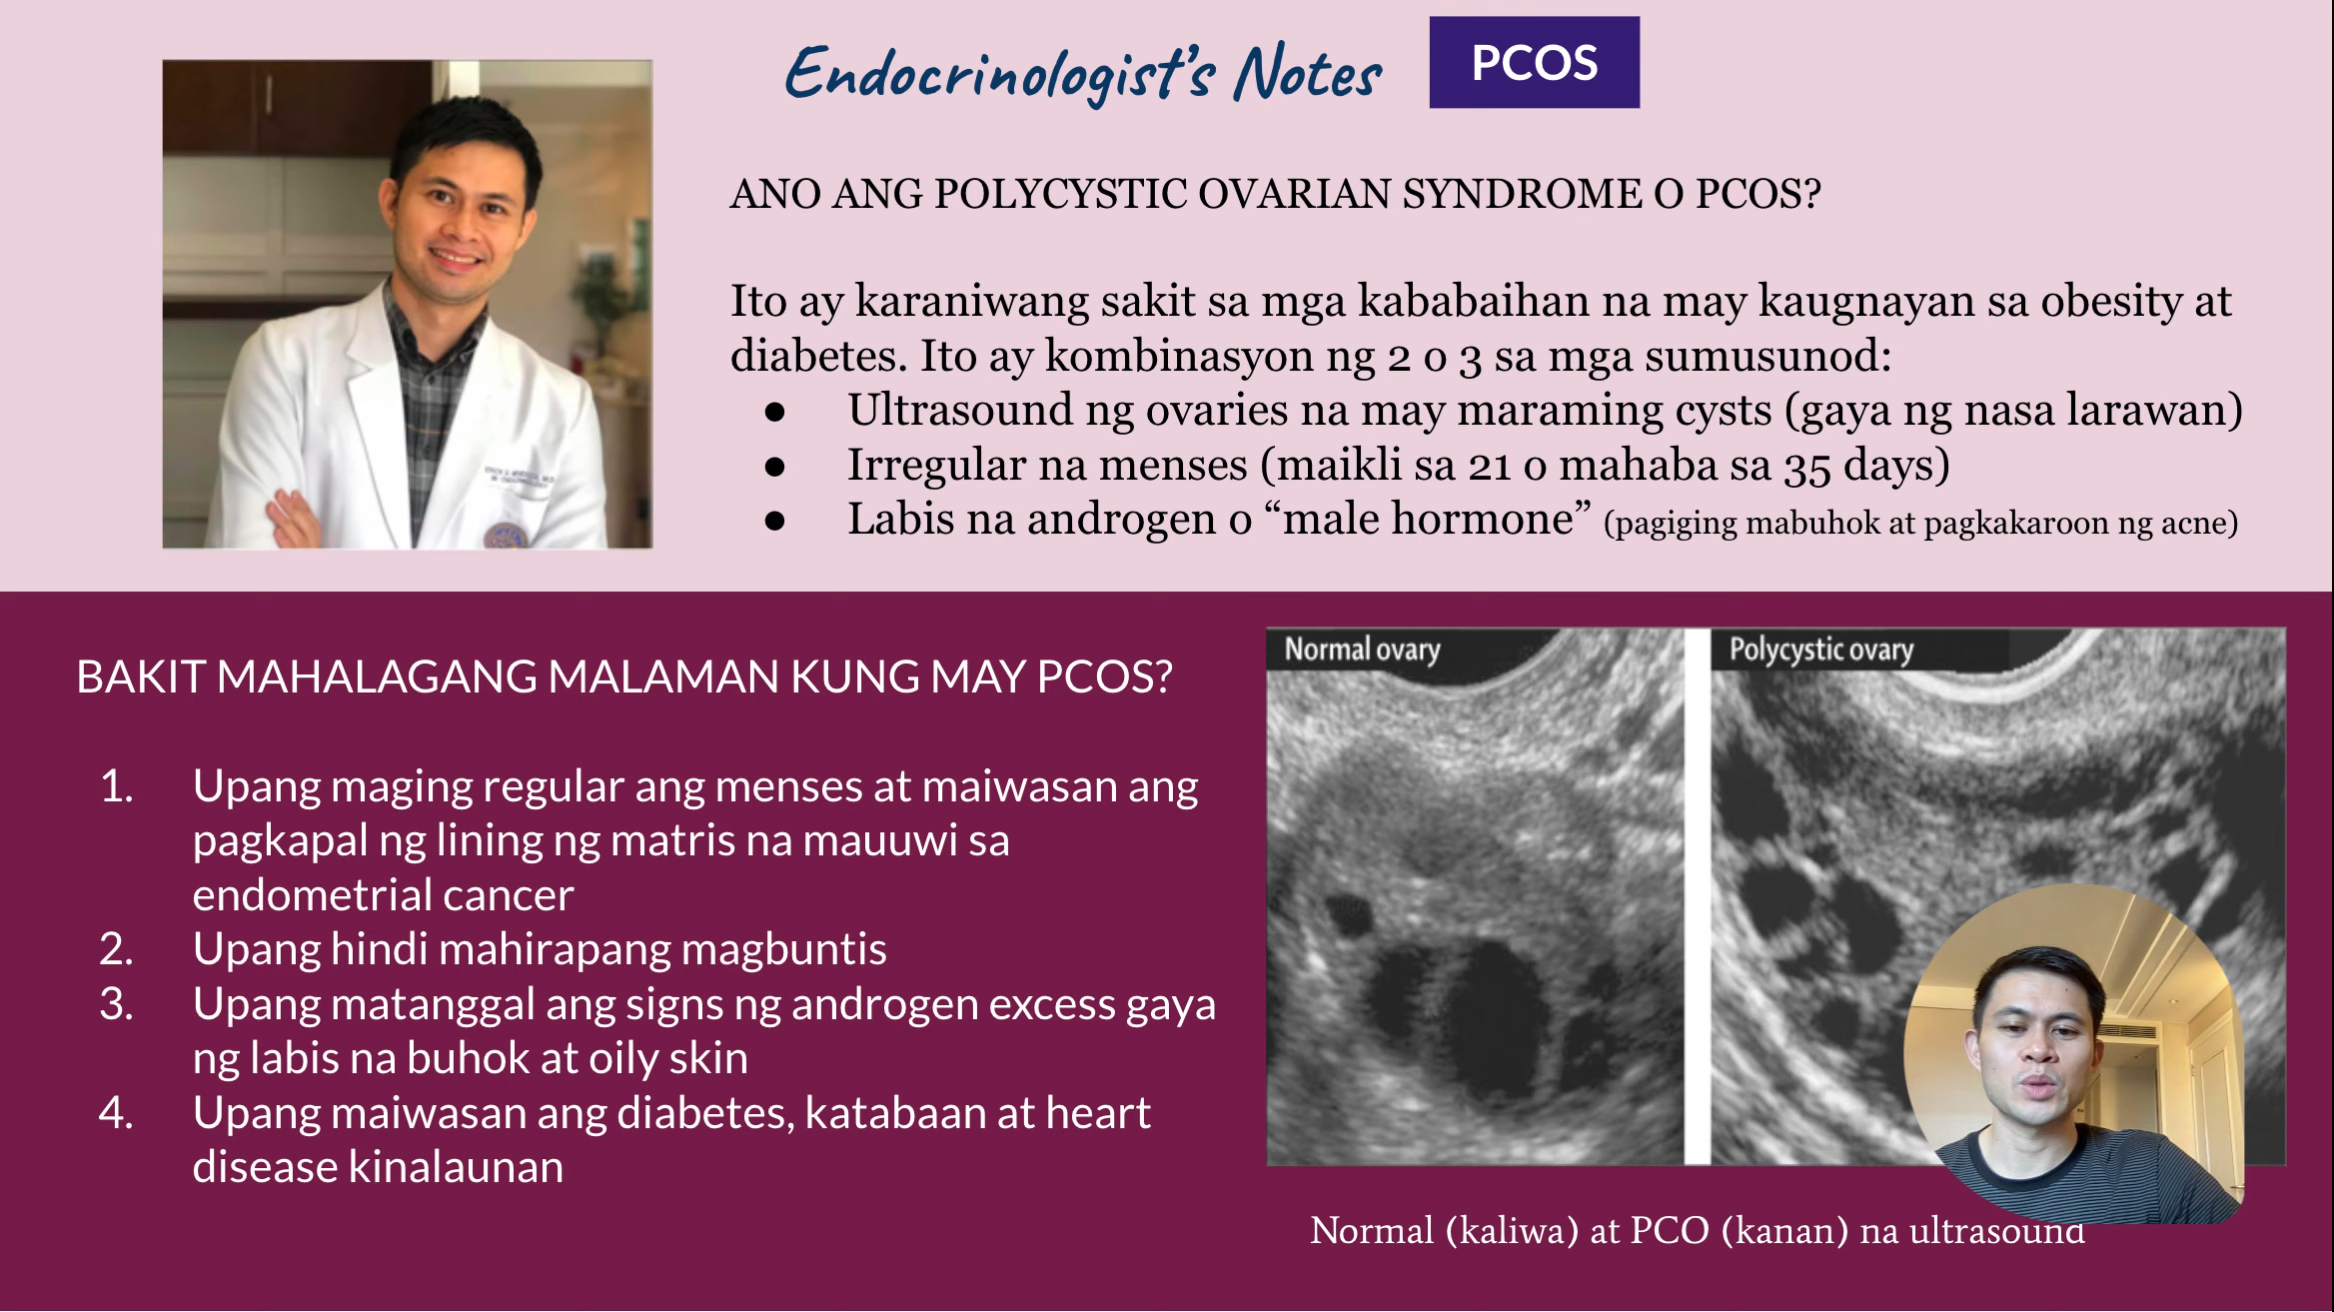 Endocrinologist’s Notes
PCOS
ANO ANG POLYCYSTIC OVARIAN SYNDROME O PCOS?
Ito ay karaniwang sakit sa mga kababaihan na may kaugnayan sa obesity at
diabetes. Ito ay kombinasyon ng 2 o 3 sa mga sumusunod:
● Ultrasound ng ovaries na may maraming cysts (gaya ng nasa larawan)
● Irregular na menses (maikli sa 21 o mahaba sa 35 days)
● Labis na androgen o “male hormone” (pagiging mabuhok at pagkakaroon ng acne)
BAKIT MAHALAGANG MALAMAN KUNG MAY PCOS?
1. Upang maging regular ang menses at maiwasan ang
pagkapal ng lining ng matris na mauuwi sa
endometrial cancer
2. Upang hindi mahirapang magbuntis
3. Upang matanggal ang signs ng androgen excess gaya
ng labis na buhok at oily skin
4. Upang maiwasan ang diabetes, katabaan at heart
disease kinalaunan
Normal ovary
Polycystic ovary
Normal (kaliwa) at PCO (kanan) na ultrasound